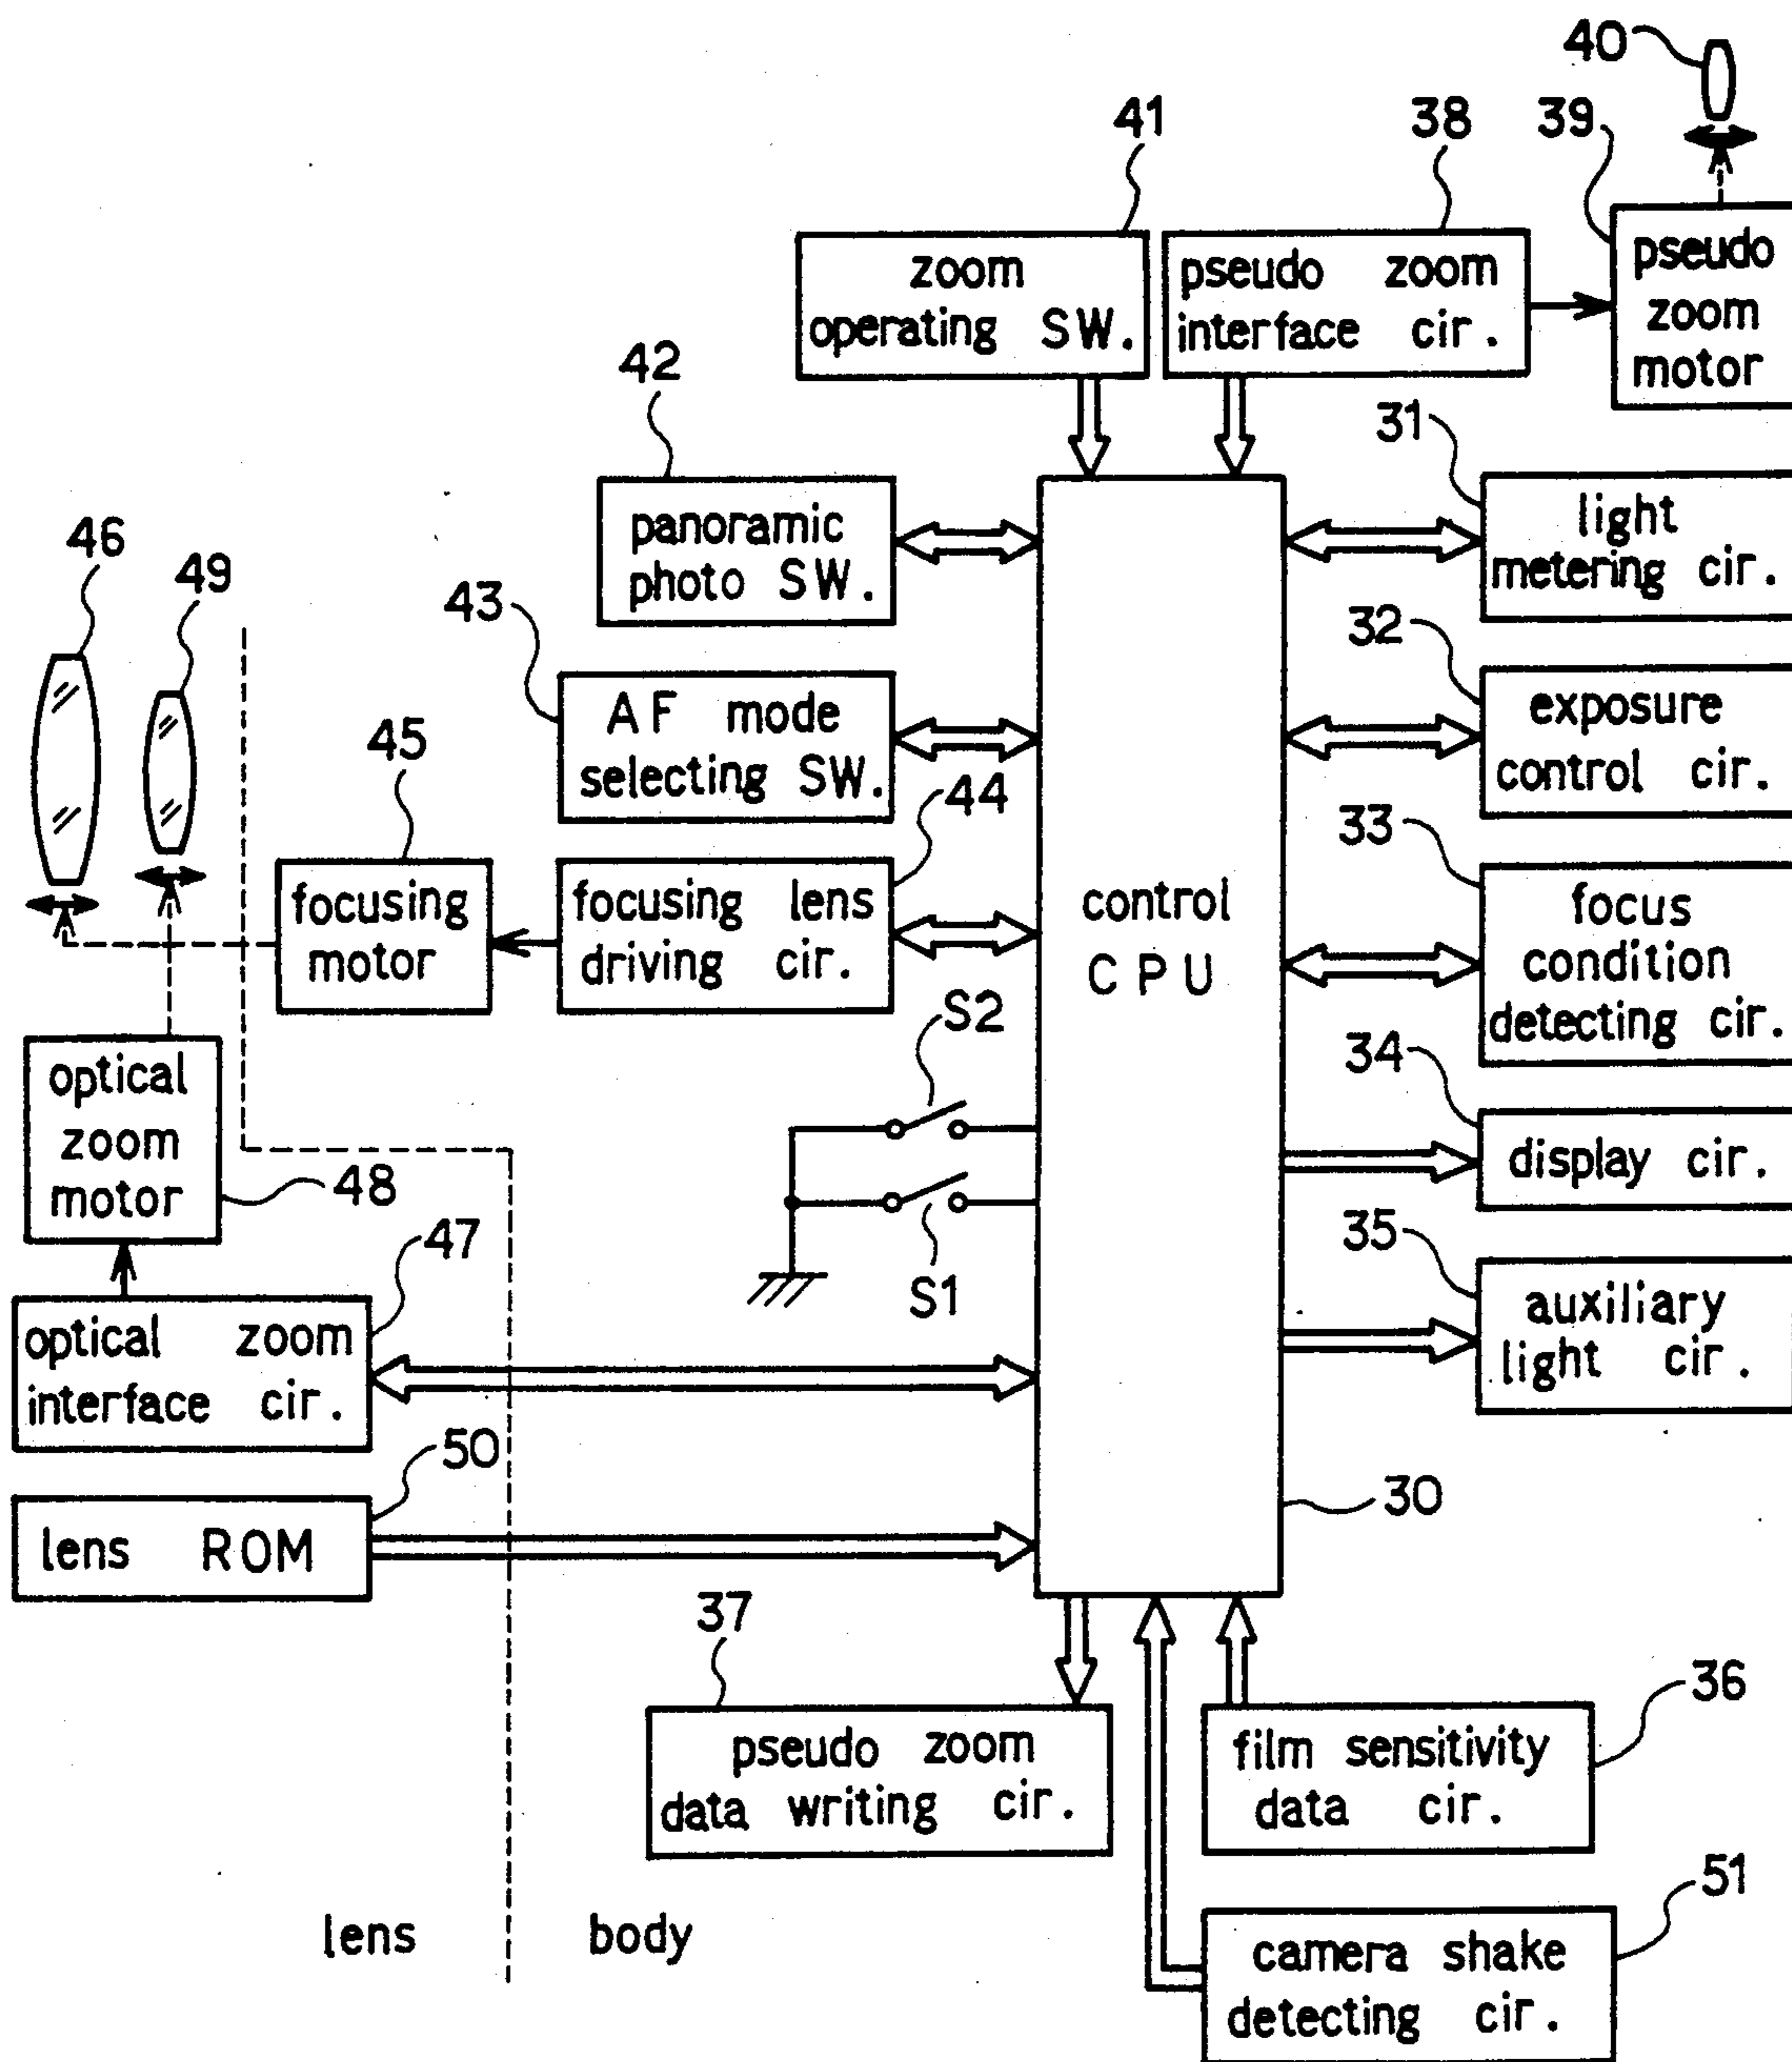 40
41
38
39
zoom
operating SW.
pseudo zoom
interface cir.
pseudo
zoom
motor
42
31
panoramic
photo SW.
light
metering cir.
46
49
43
32
AF mode
selecting SW.
exposure
control cir.
45
44
33
focusing
motor
focusing lens
driving cir.
control
CPU
focus
condition
detecting cir.
S2
34
optical
zoom
motor
48
display cir.
S1
47
35
optical zoom
interface cir.
auxiliary
light cir.
50
30
lens ROM
37
36
pseudo zoom
data writing cir.
film sensitivity
data cir.
51
lens
body
camera shake
detecting cir.